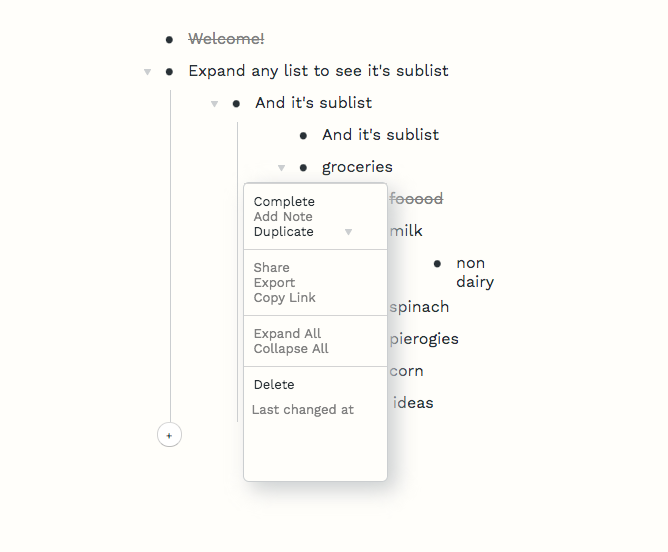 Welcome!
Expand any list to see it's sublist
And it's sublist
And it's sublist
groceries
fooood
milk
non
dairy
spinach
pierogies
corn
ideas
Complete
Add Note
Duplicate
Share
Export
Copy Link
Expand All
Collapse All
Delete
Last changed at
+